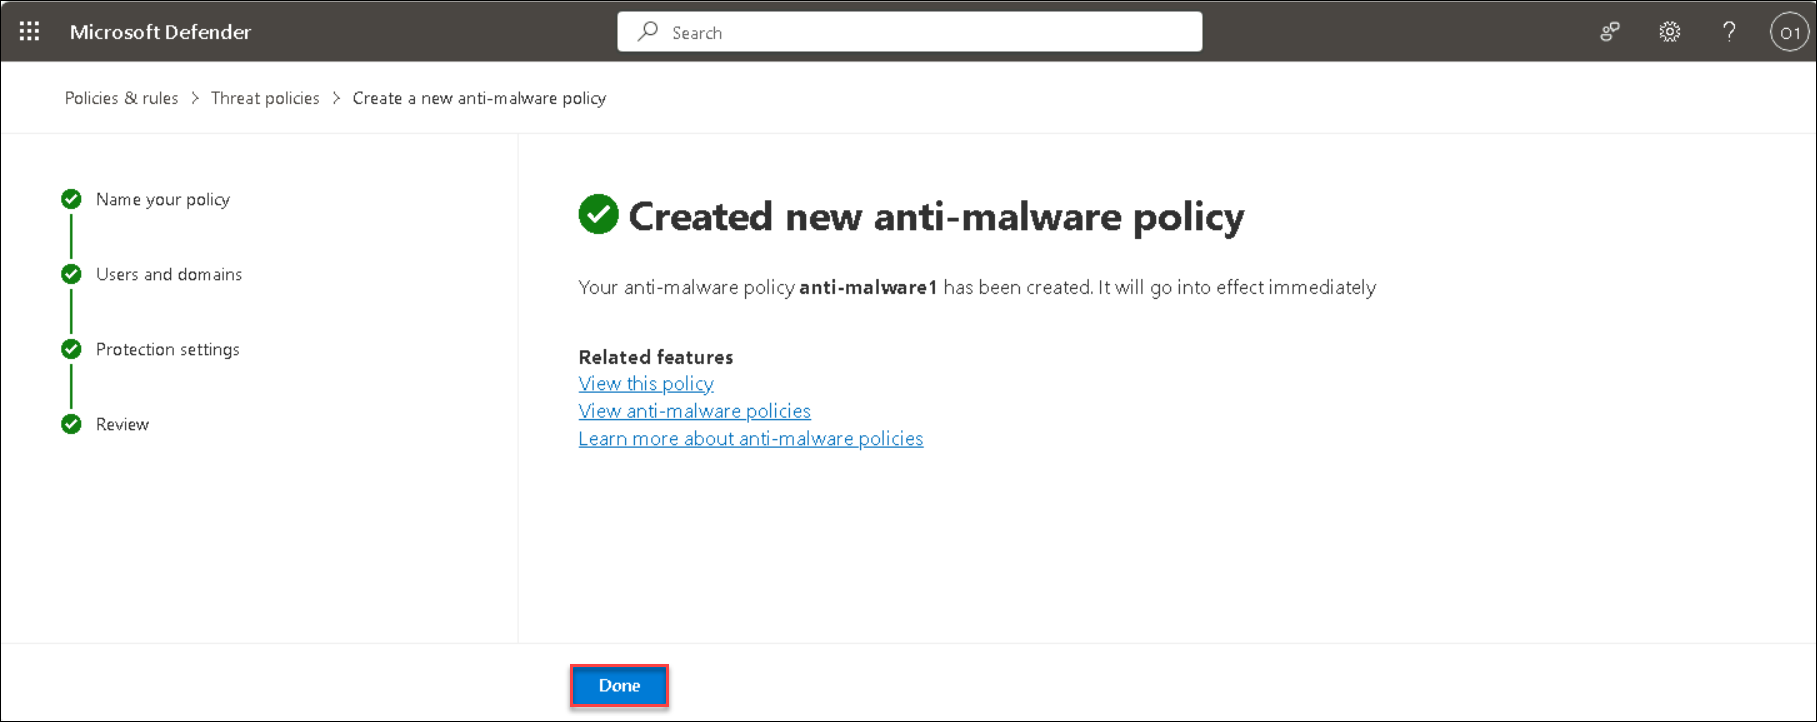 Microsoft Defender
Search
?
O1
Policies & rules > Threat policies > Create a new anti-malware policy
Name your policy
Users and domains
Protection settings
Review
Created new anti-malware policy
Your anti-malware policy anti-malware1 has been created. It will go into effect immediately
Related features
View this policy
View anti-malware policies
Learn more about anti-malware policies
Done